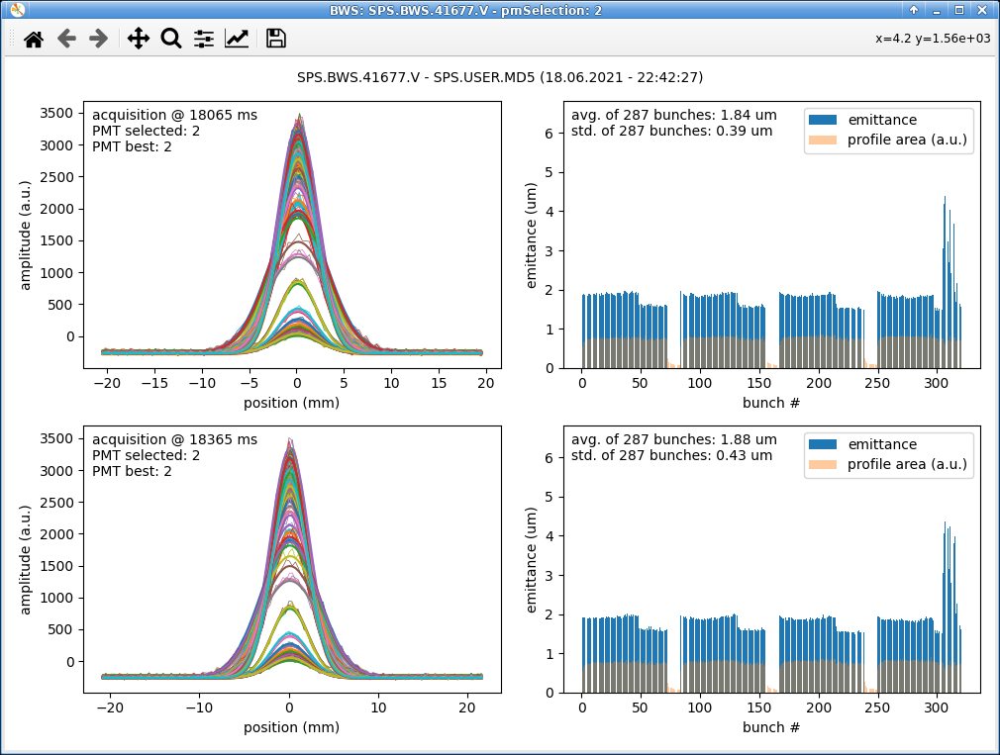 BWS: SPS.BWS.41677.V - pmSelection: 2
x=4.2 y=1.56e+03
SPS.BWS.41677.V - SPS.USER.MD5 (18.06.2021 - 22:42:27)
acquisition @ 18065 ms
PMT selected: 2
PMT best: 2
amplitude (a.u.)
3500
3000
2500
2000
1500
1000
500
0
−20 −15 −10 −5 0 5 10 15 20
position (mm)
avg. of 287 bunches: 1.84 um
std. of 287 bunches: 0.39 um
emittance
profile area (a.u.)
emittance (um)
6
5
4
3
2
1
0
0 50 100 150 200 250 300
bunch #
acquisition @ 18365 ms
PMT selected: 2
PMT best: 2
amplitude (a.u.)
3500
3000
2500
2000
1500
1000
500
0
−20 −10 0 10 20
position (mm)
avg. of 287 bunches: 1.88 um
std. of 287 bunches: 0.43 um
emittance
profile area (a.u.)
emittance (um)
6
5
4
3
2
1
0
0 50 100 150 200 250 300
bunch #